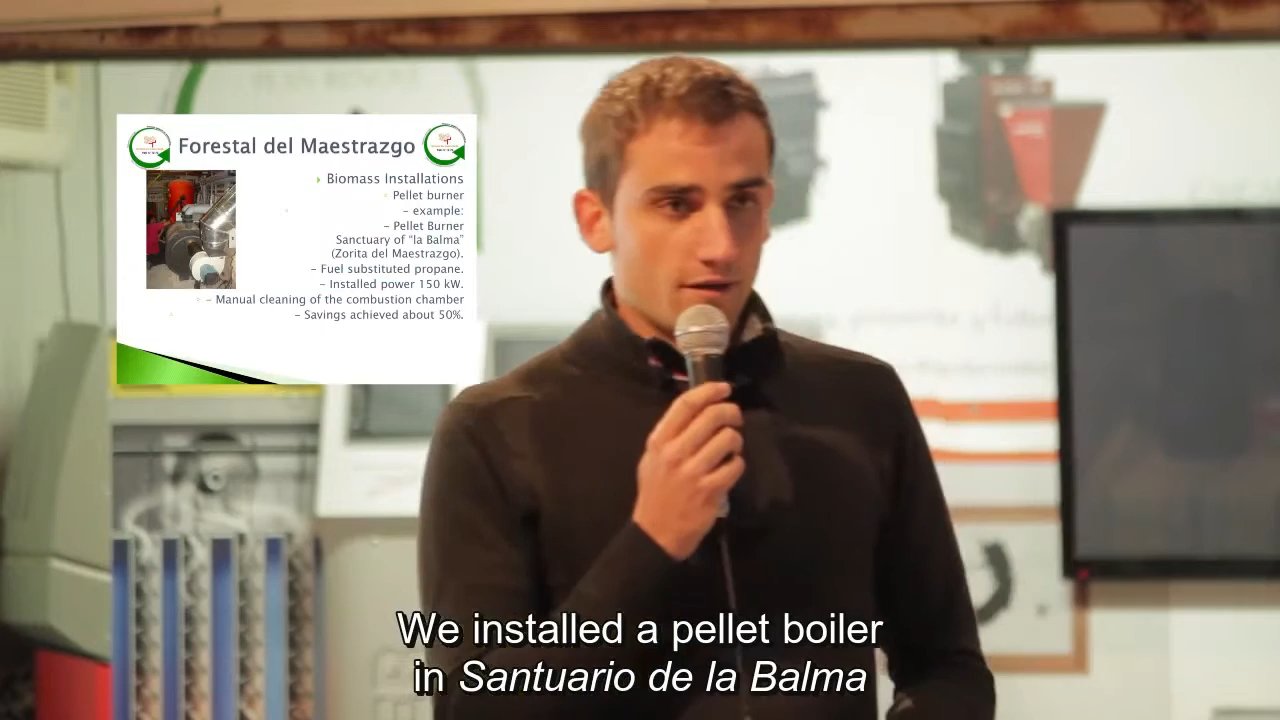 Forestal del Maestrazgo
Biomass Installations
Pellet burner
– example:
– Pellet Burner
Sanctuary of "la Balma"
(Zorita del Maestrazgo).
– Fuel substituted propane.
– Installed power 150 kW.
– Manual cleaning of the combustion chamber
– Savings achieved about 50%.
We installed a pellet boiler
in Santuario de la Balma